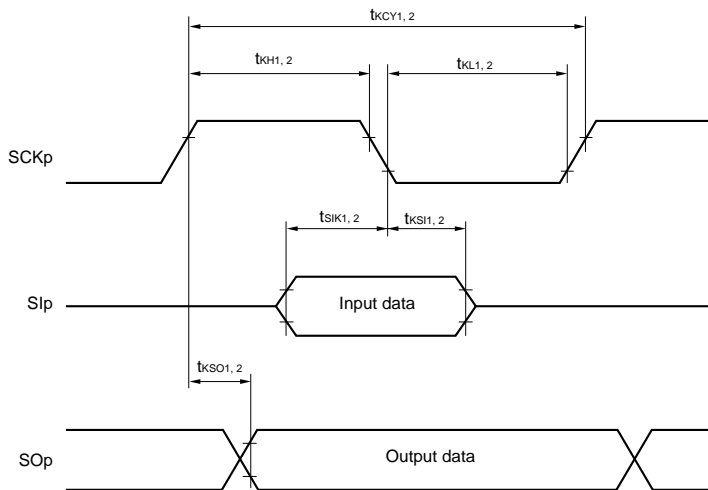 tKCY1, 2
tKH1, 2
tKL1, 2
SCKp
tSIK1, 2
tKSI1, 2
SIp
Input data
tKSO1, 2
SOp
Output data